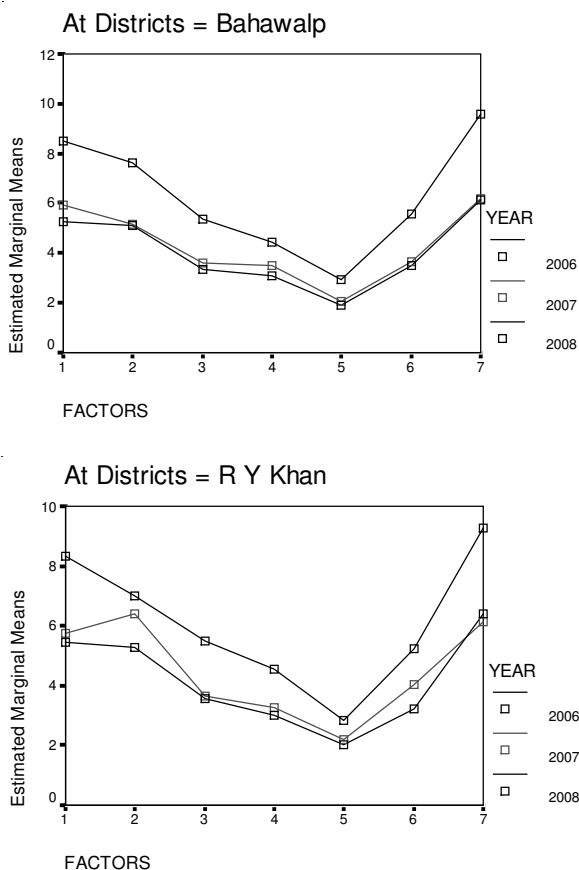 At Districts = Bahawalp
12
10
8
6
4
2
0
Estimated Marginal Means
1 2 3 4 5 6 7
FACTORS
YEAR
2006
2007
2008
At Districts = R Y Khan
10
8
6
4
2
0
Estimated Marginal Means
1 2 3 4 5 6 7
FACTORS
YEAR
2006
2007
2008